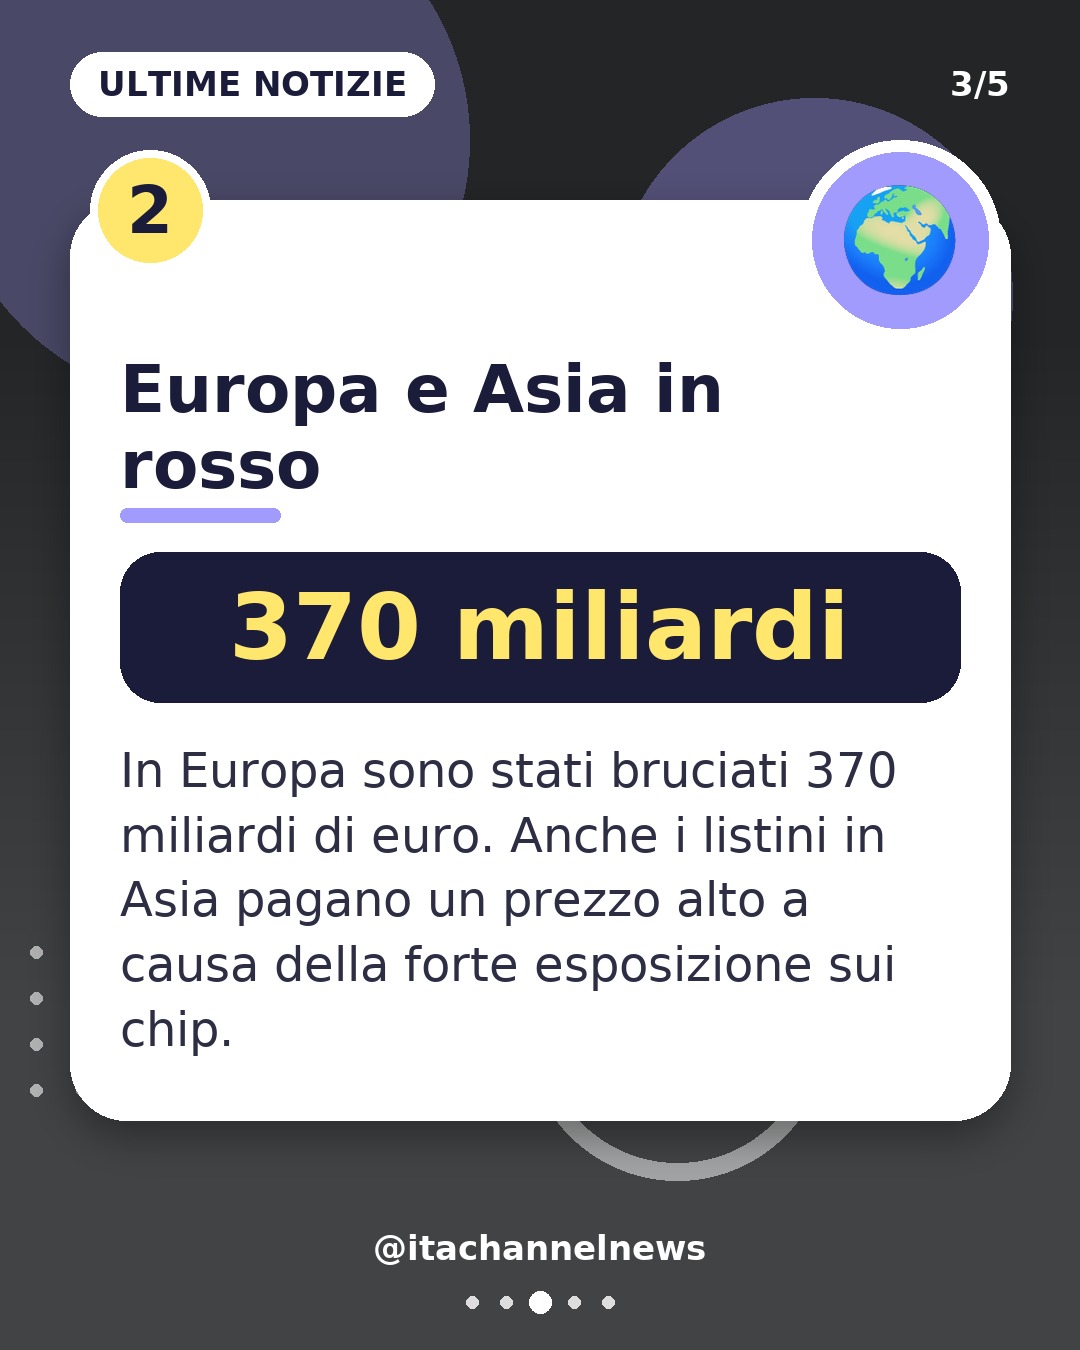 ULTIME NOTIZIE
3/5
2
Europa e Asia in
rosso
370 miliardi
In Europa sono stati bruciati 370
miliardi di euro. Anche i listini in
Asia pagano un prezzo alto a
causa della forte esposizione sui
chip.
@itachannelnews